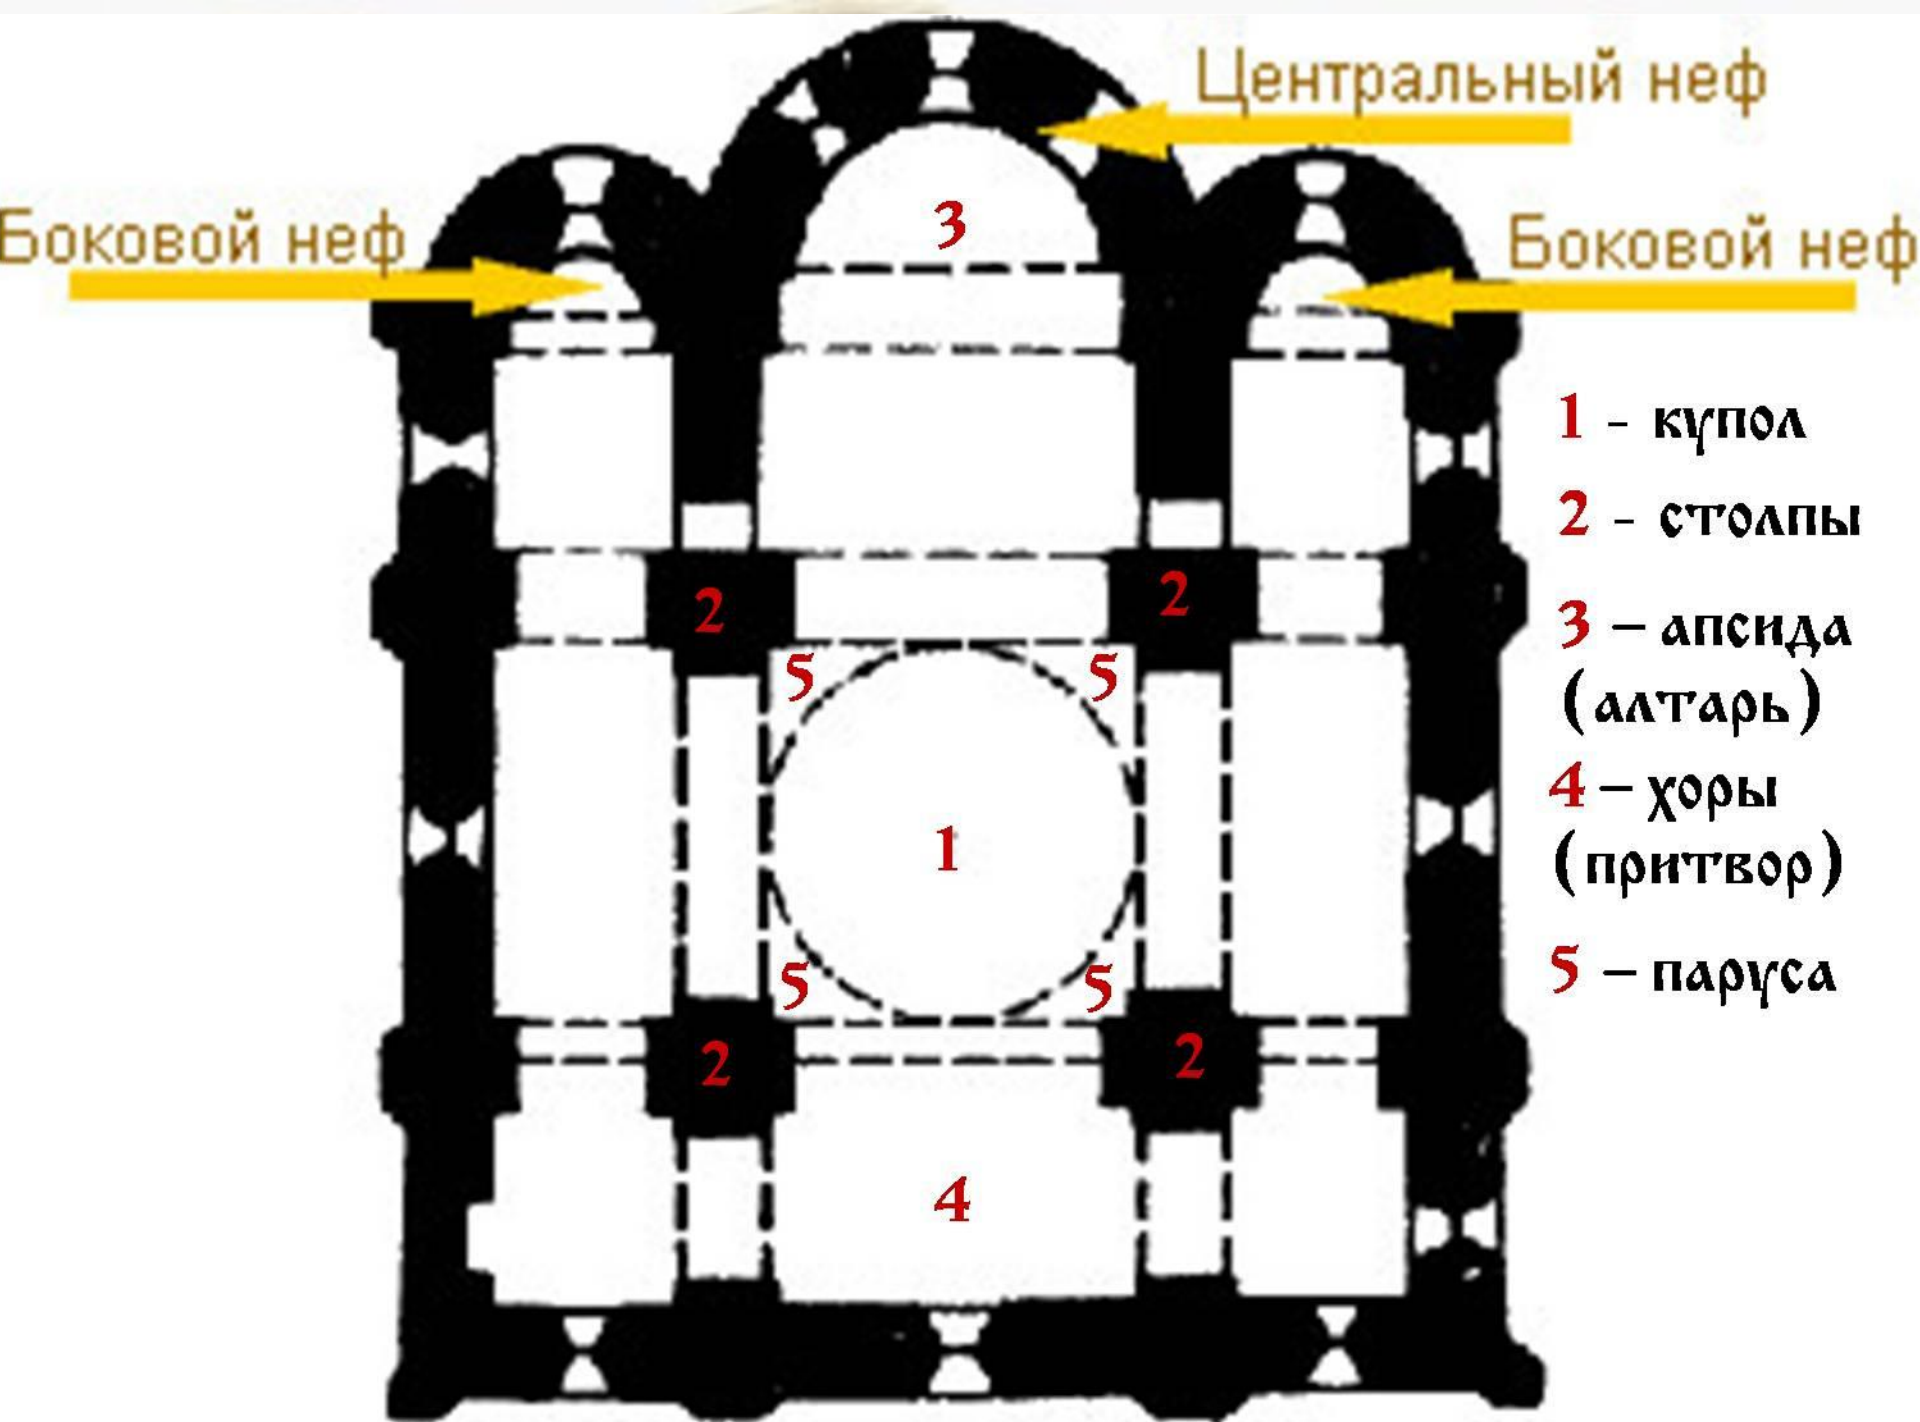 Центральный неф
Боковой неф
Боковой неф
3
1 - купол
2 - столпы
2
2
3 – апсида
(алтарь)
5
5
4 – хоры
(притвор)
1
5
5
5 – паруса
2
2
4